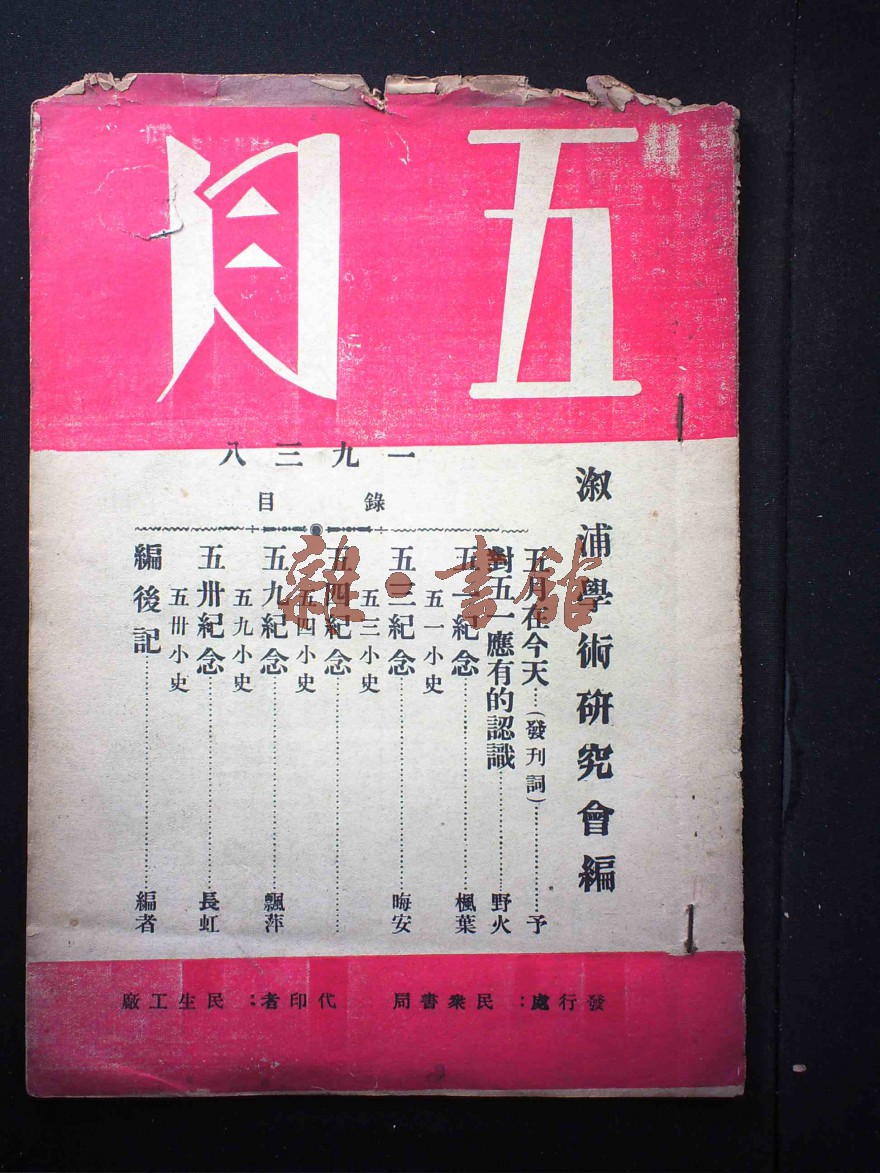 五月
一九三八
溆浦學術研究會編
目錄
五月在今天……(發刊詞)………予
對五一應有的認識………野火
五一紀念………楓葉
五一小史
五三紀念………晦安
五三小史
五四紀念………
五四小史
五九紀念………飄萍
五九小史
五卅紀念………長虹
五卅小史
編後記………編者
發行處：民衆書局　代印者：民生工廠
雜·書館